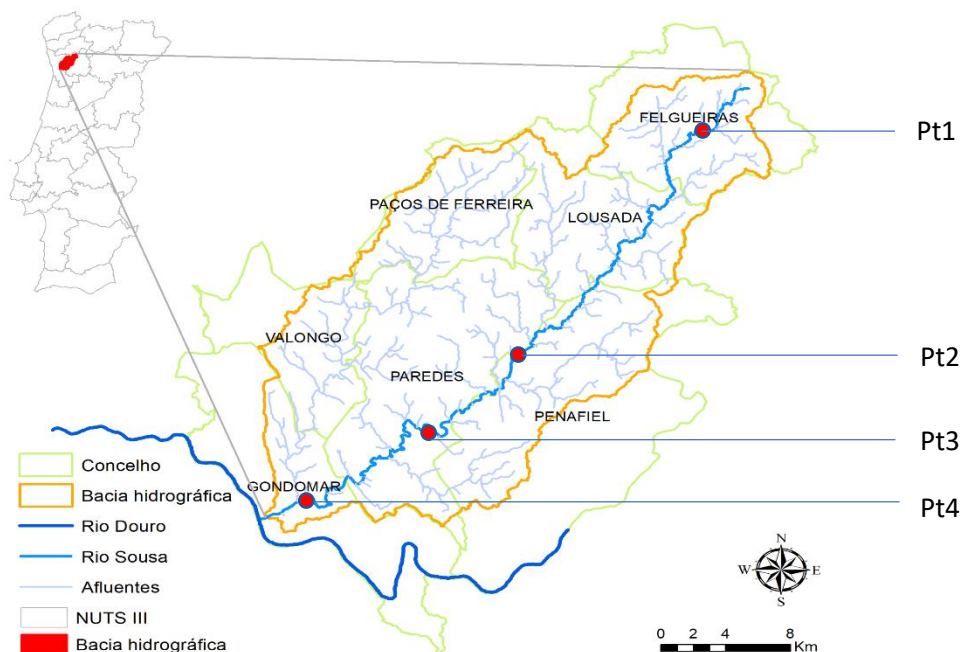 FELGUEIRAS
Pt1
PAÇOS DE FERREIRA
LOUSADA
VALONGO
Pt2
PAREDES
PENAFIEL
Pt3
GONDOMAR
Pt4
Concelho
Bacia hidrográfica
Rio Douro
Rio Sousa
Afluentes
NUTS III
Bacia hidrográfica
N
W E
S
0 2 4 8
Km